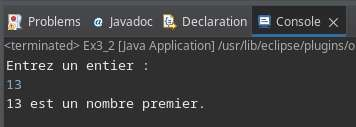 Problems Javadoc Declaration Console
<terminated> Ex3_2 [Java Application] /usr/lib/eclipse/plugins/o
Entrez un entier :
13
13 est un nombre premier.